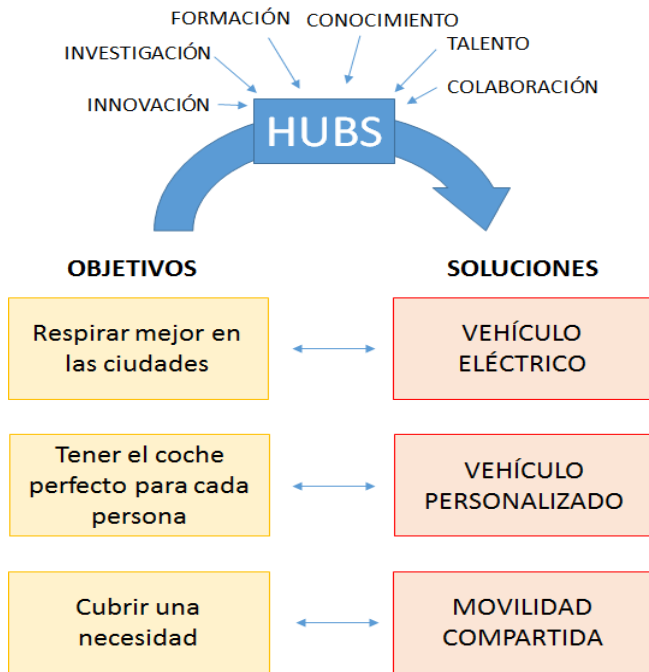 FORMACIÓN
CONOCIMIENTO
INVESTIGACIÓN
TALENTO
INNOVACIÓN
COLABORACIÓN
HUBS
OBJETIVOS
SOLUCIONES
Respirar mejor en
las ciudades
VEHÍCULO
ELÉCTRICO
Tener el coche
perfecto para cada
persona
VEHÍCULO
PERSONALIZADO
Cubrir una
necesidad
MOVILIDAD
COMPARTIDA